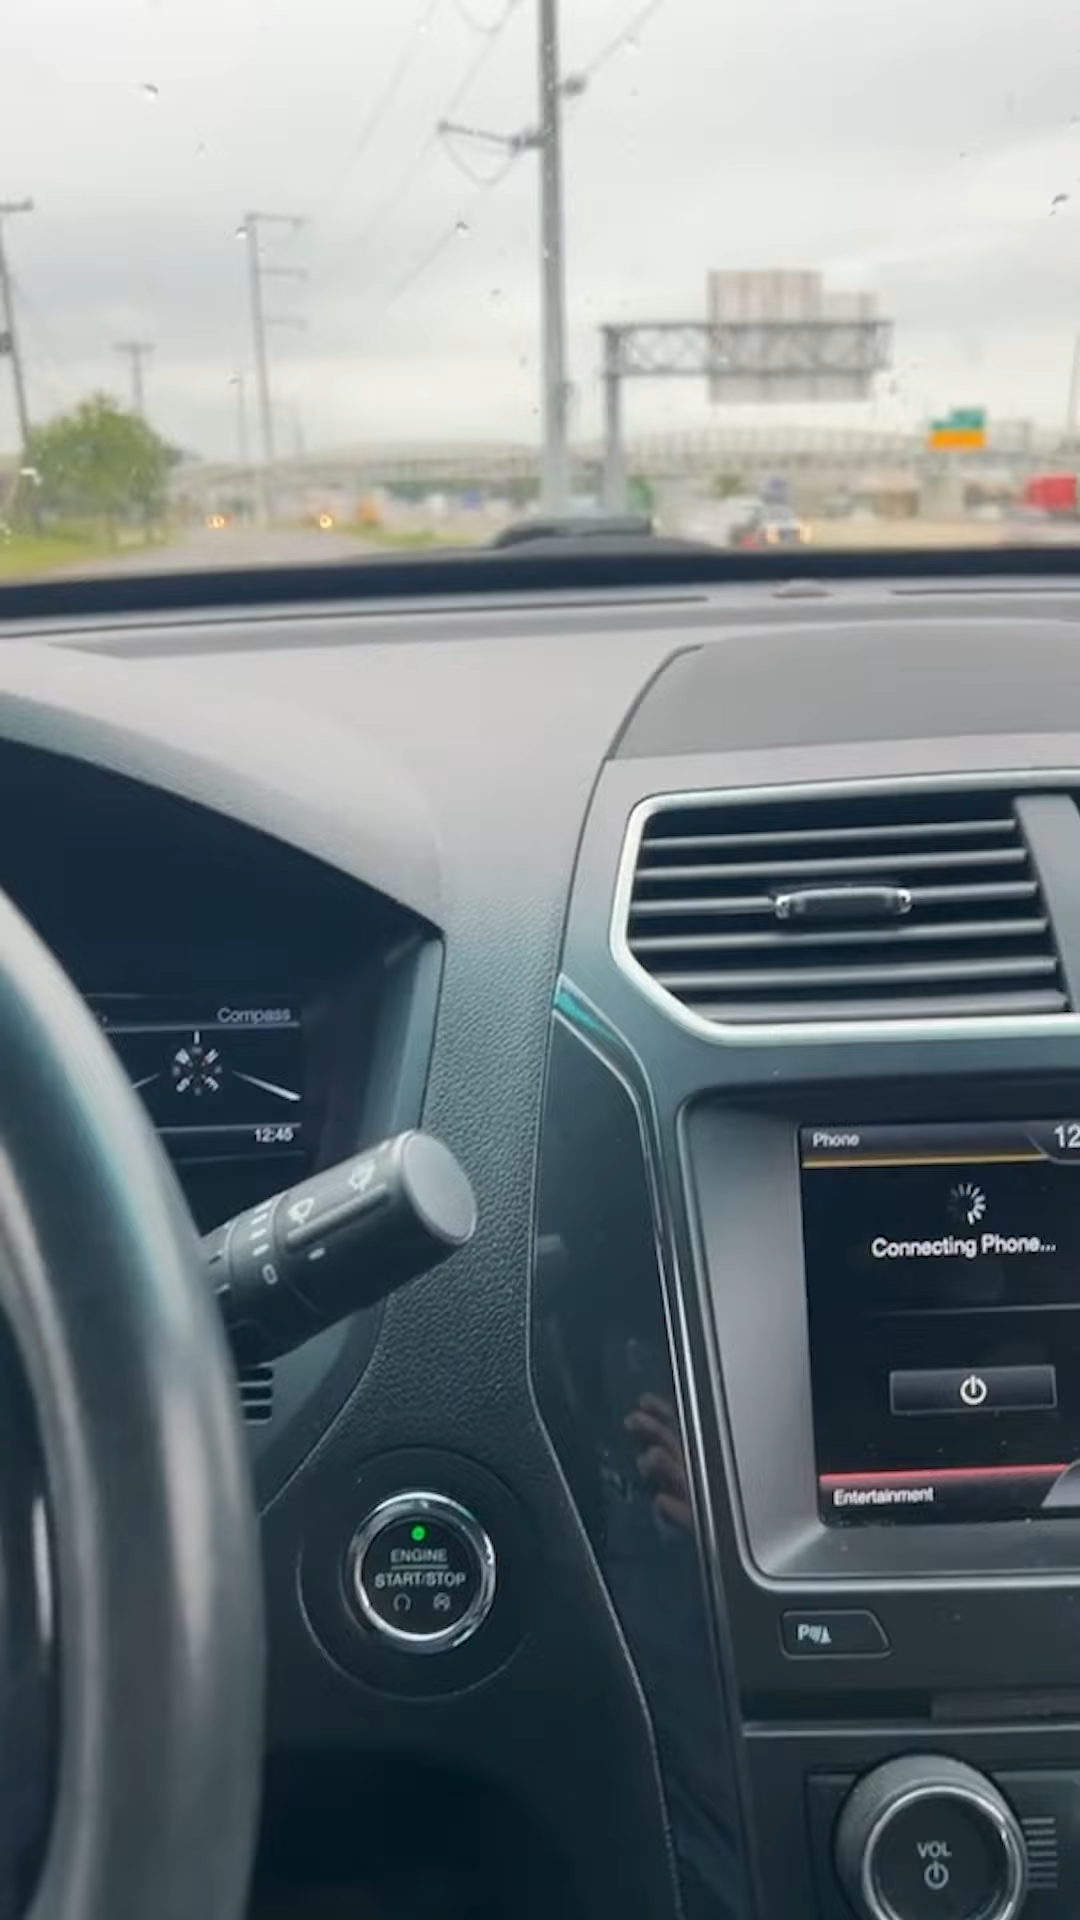 Compass
12:45
Phone
12
Connecting Phone...
Entertainment
ENGINE
START/STOP
P
VOL